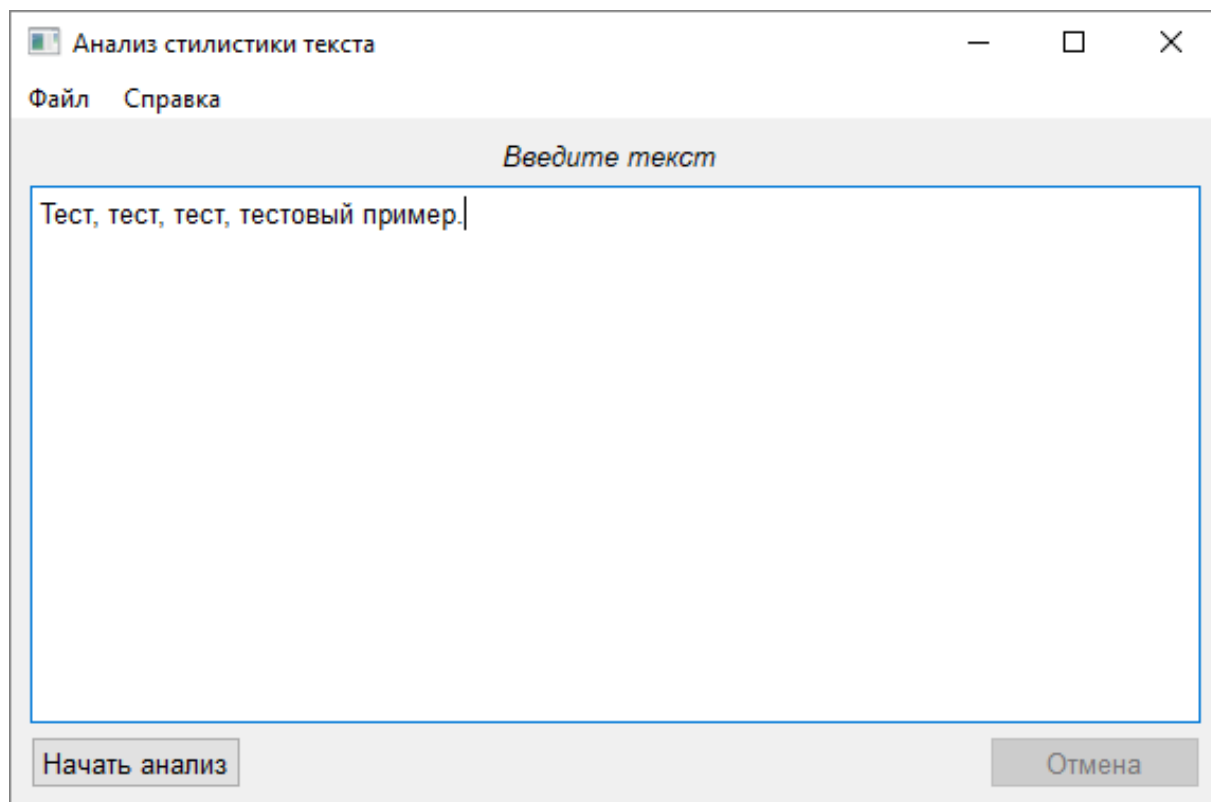 Анализ стилистики текста
Файл Справка
Введите текст
Тест, тест, тест, тестовый пример.
Начать анализ Отмена